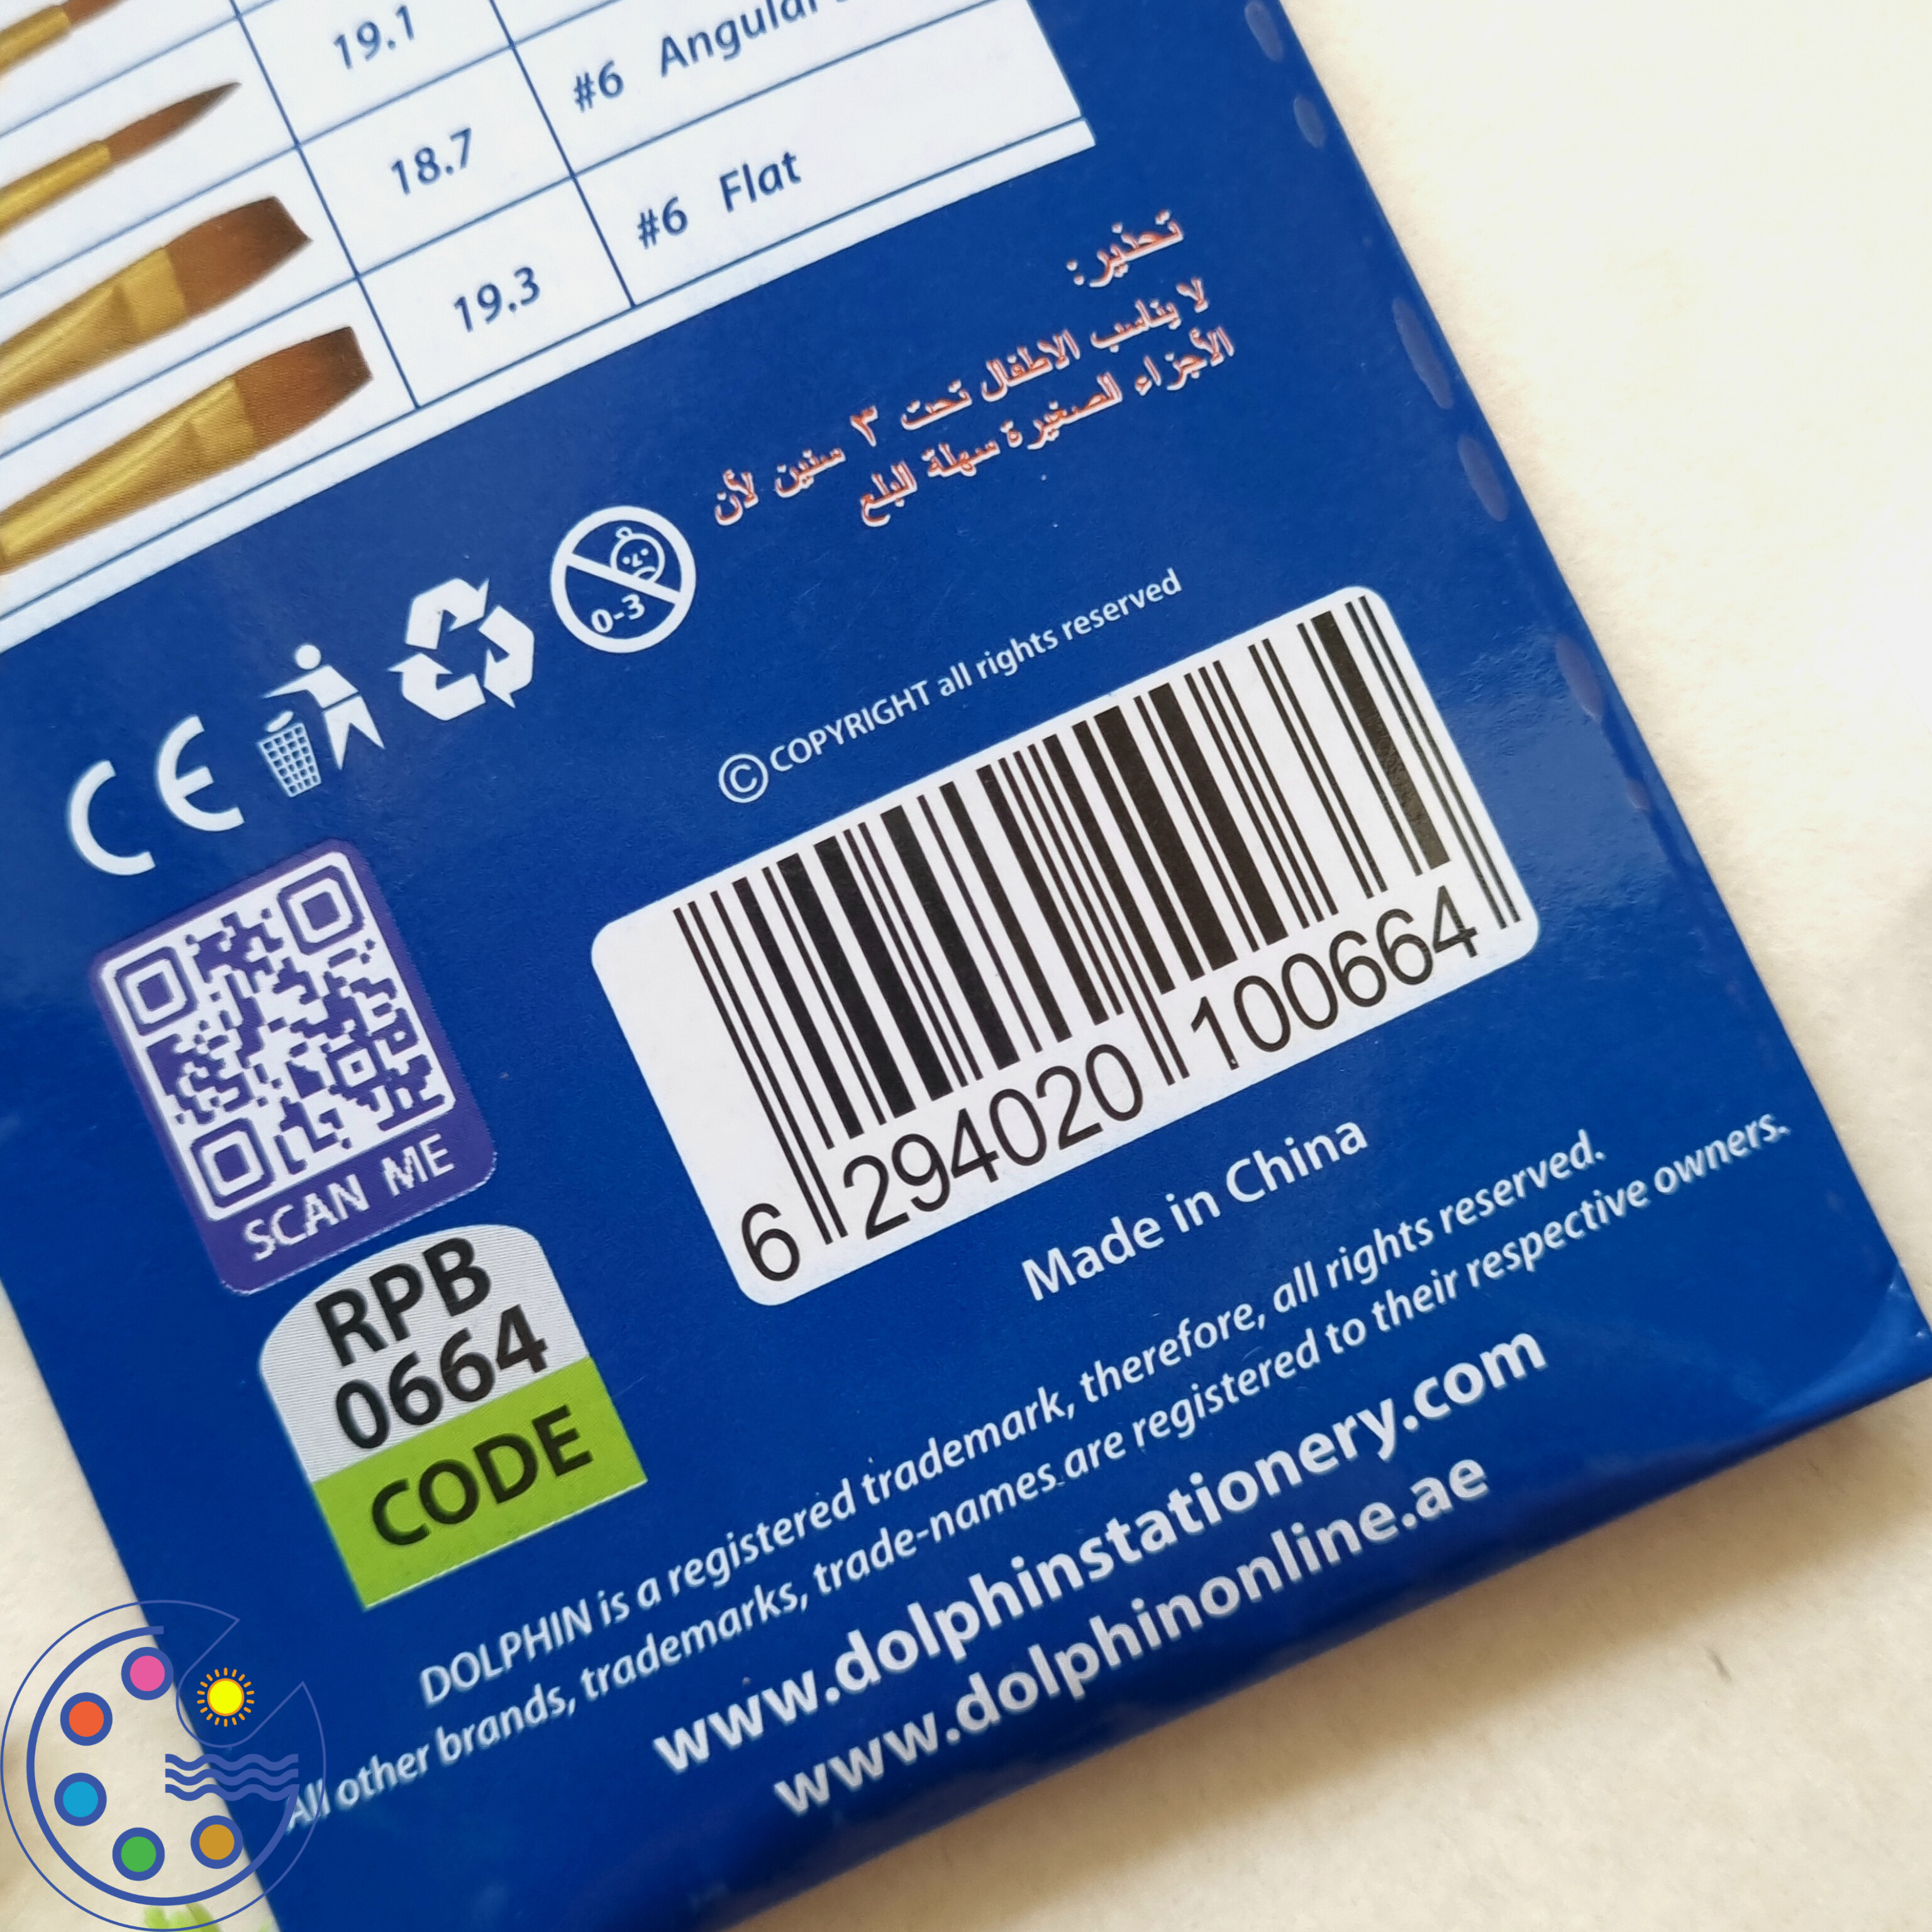 19.1
#6 Angular
18.7
#6 Flat
19.3
تحذير:
لا يناسب الاطفال تحت ٣ سنين لأن
الأجزاء الصغيرة سهلة البلع
0-3
CE
© COPYRIGHT all rights reserved
SCAN ME
6 294020 100664
RPB
0664
CODE
Made in China
DOLPHIN is a registered trademark, therefore, all rights reserved.
All other brands, trademarks, trade-names are registered to their respective owners.
www.dolphinstationery.com
www.dolphinonline.ae